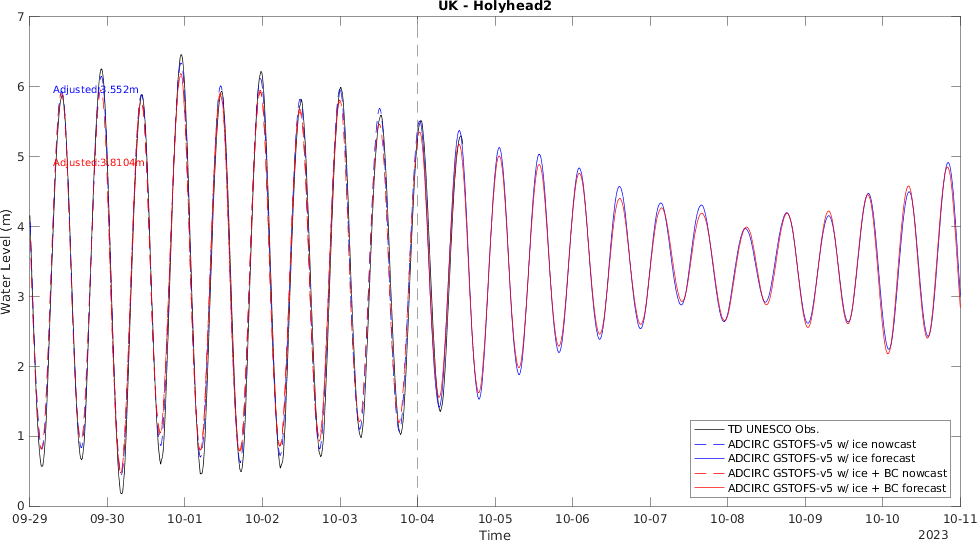 UK - Holyhead2
7
6
5
4
3
2
1
0
Water Level (m)
Adjusted:3.552m
Adjusted:3.8104m
TD UNESCO Obs.
ADCIRC GSTOFS-v5 w/ ice nowcast
ADCIRC GSTOFS-v5 w/ ice forecast
ADCIRC GSTOFS-v5 w/ ice + BC nowcast
ADCIRC GSTOFS-v5 w/ ice + BC forecast
09-29 09-30 10-01 10-02 10-03 10-04 10-05 10-06 10-07 10-08 10-09 10-10 10-11
Time
2023